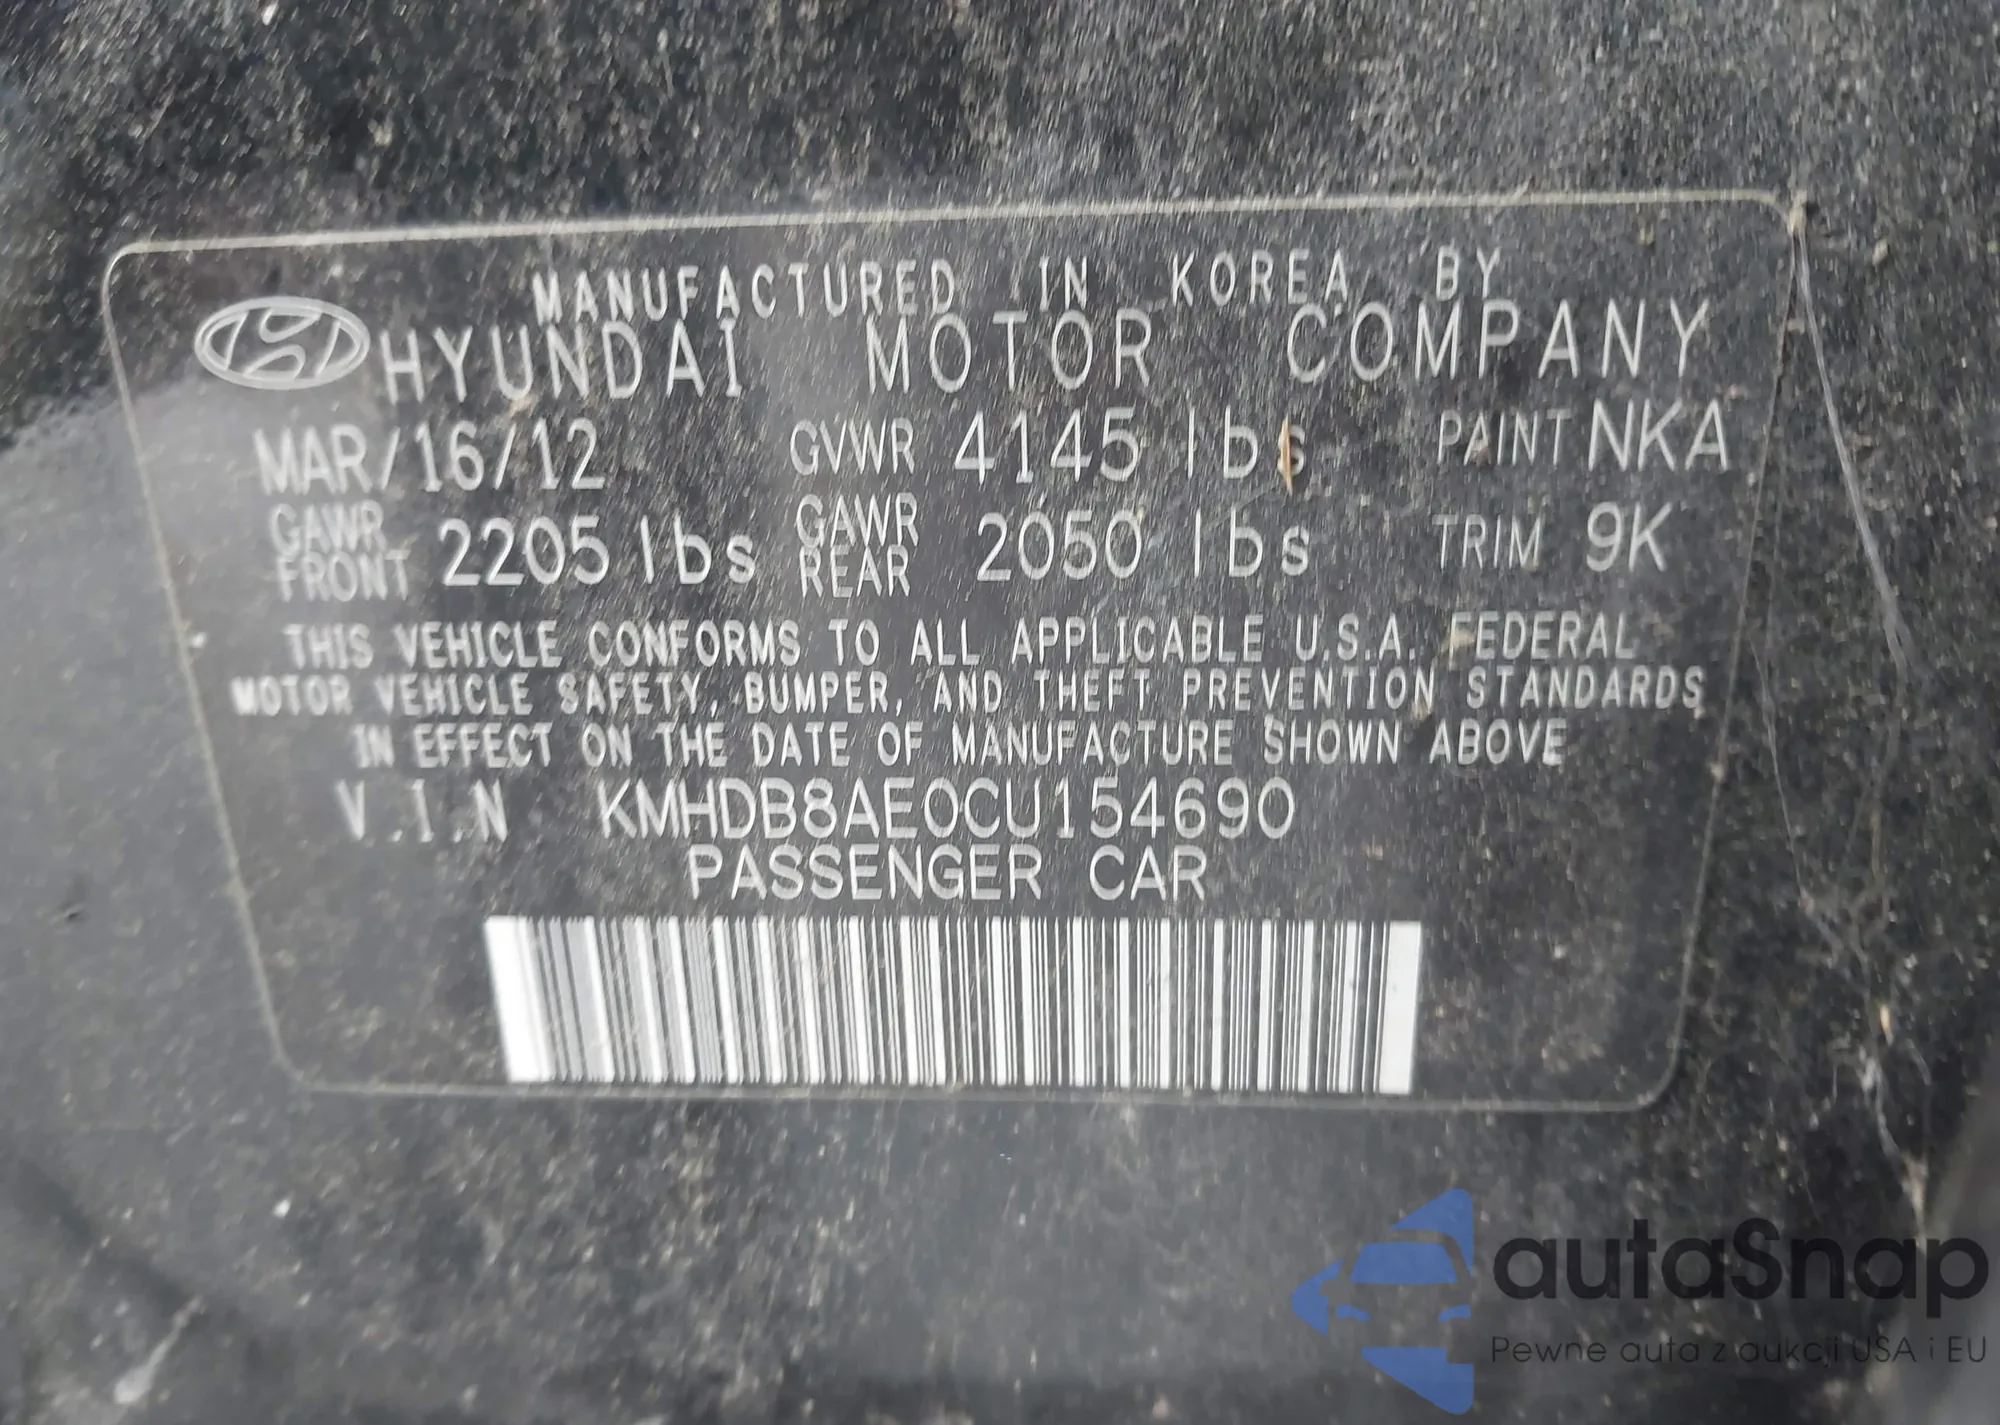 MANUFACTURED IN KOREA BY
HYUNDAI MOTOR COMPANY
MAR/16/12 GVWR 4145 lbs PAINT NKA
GAWR FRONT 2205 lbs GAWR REAR 2050 lbs TRIM 9K
THIS VEHICLE CONFORMS TO ALL APPLICABLE U.S.A. FEDERAL
MOTOR VEHICLE SAFETY, BUMPER, AND THEFT PREVENTION STANDARDS
IN EFFECT ON THE DATE OF MANUFACTURE SHOWN ABOVE
V.I.N KMHDB8AE0CU154690
PASSENGER CAR
autaSnap
Pewne auta z aukcji USA i EU